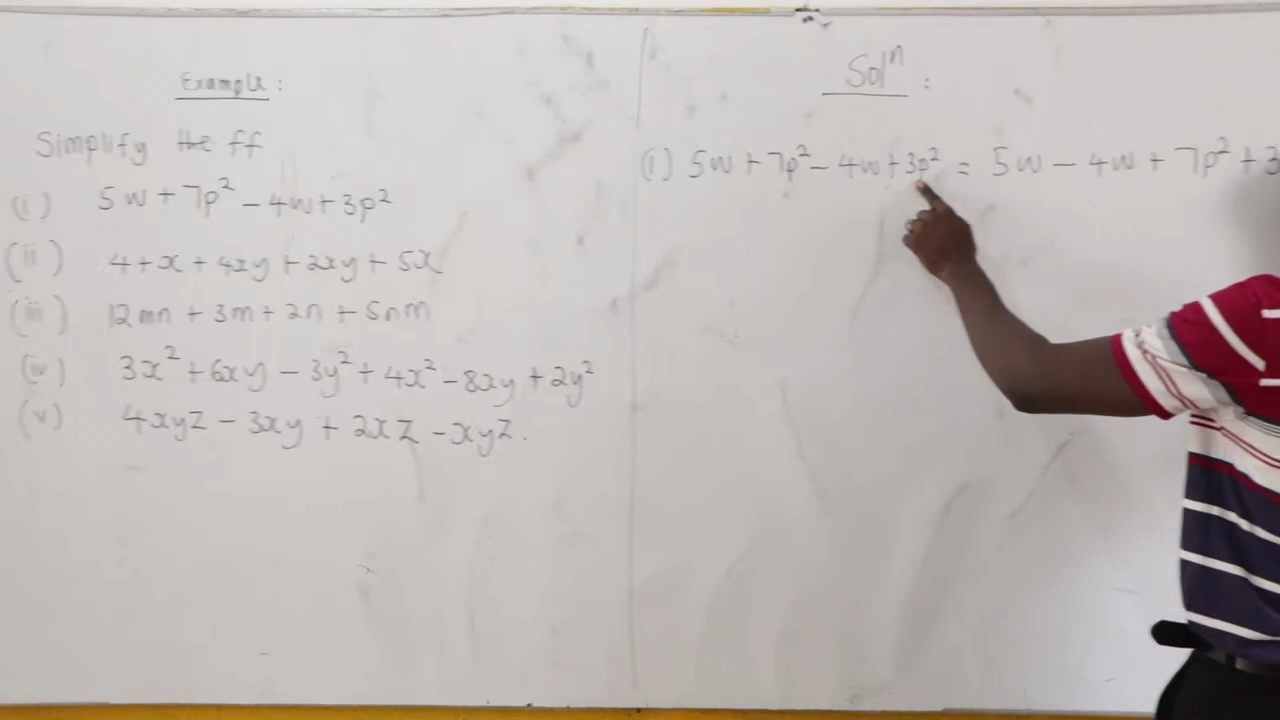 Example:
Simplify the ff
(i) 5w + 7p² - 4w + 3p²
(ii) 4 + x + 4xy + 2xy + 5x
(iii) 12mn + 3m + 2n + 5nm
(iv) 3x² + 6xy - 3y² + 4x² - 8xy + 2y²
(v) 4xyz - 3xy + 2xz - xyz.
Solⁿ:
(i) 5w + 7p² - 4w + 3p² = 5w - 4w + 7p² + 3